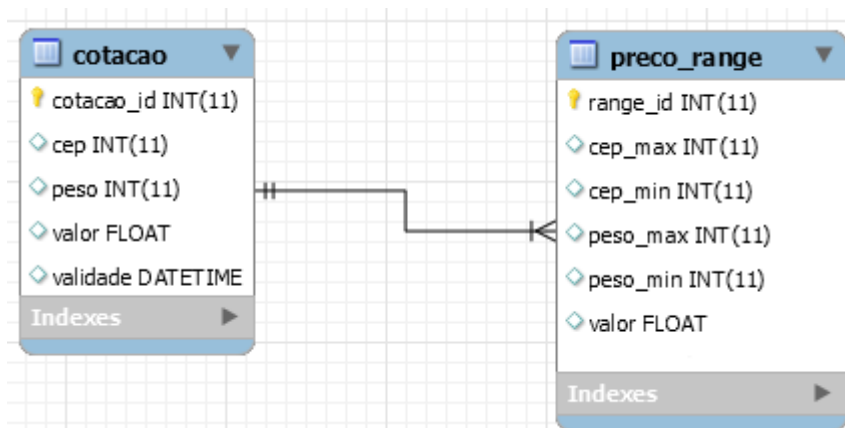 cotacao
cotacao_id INT(11)
cep INT(11)
peso INT(11)
valor FLOAT
validade DATETIME
Indexes
preco_range
range_id INT(11)
cep_max INT(11)
cep_min INT(11)
peso_max INT(11)
peso_min INT(11)
valor FLOAT
Indexes